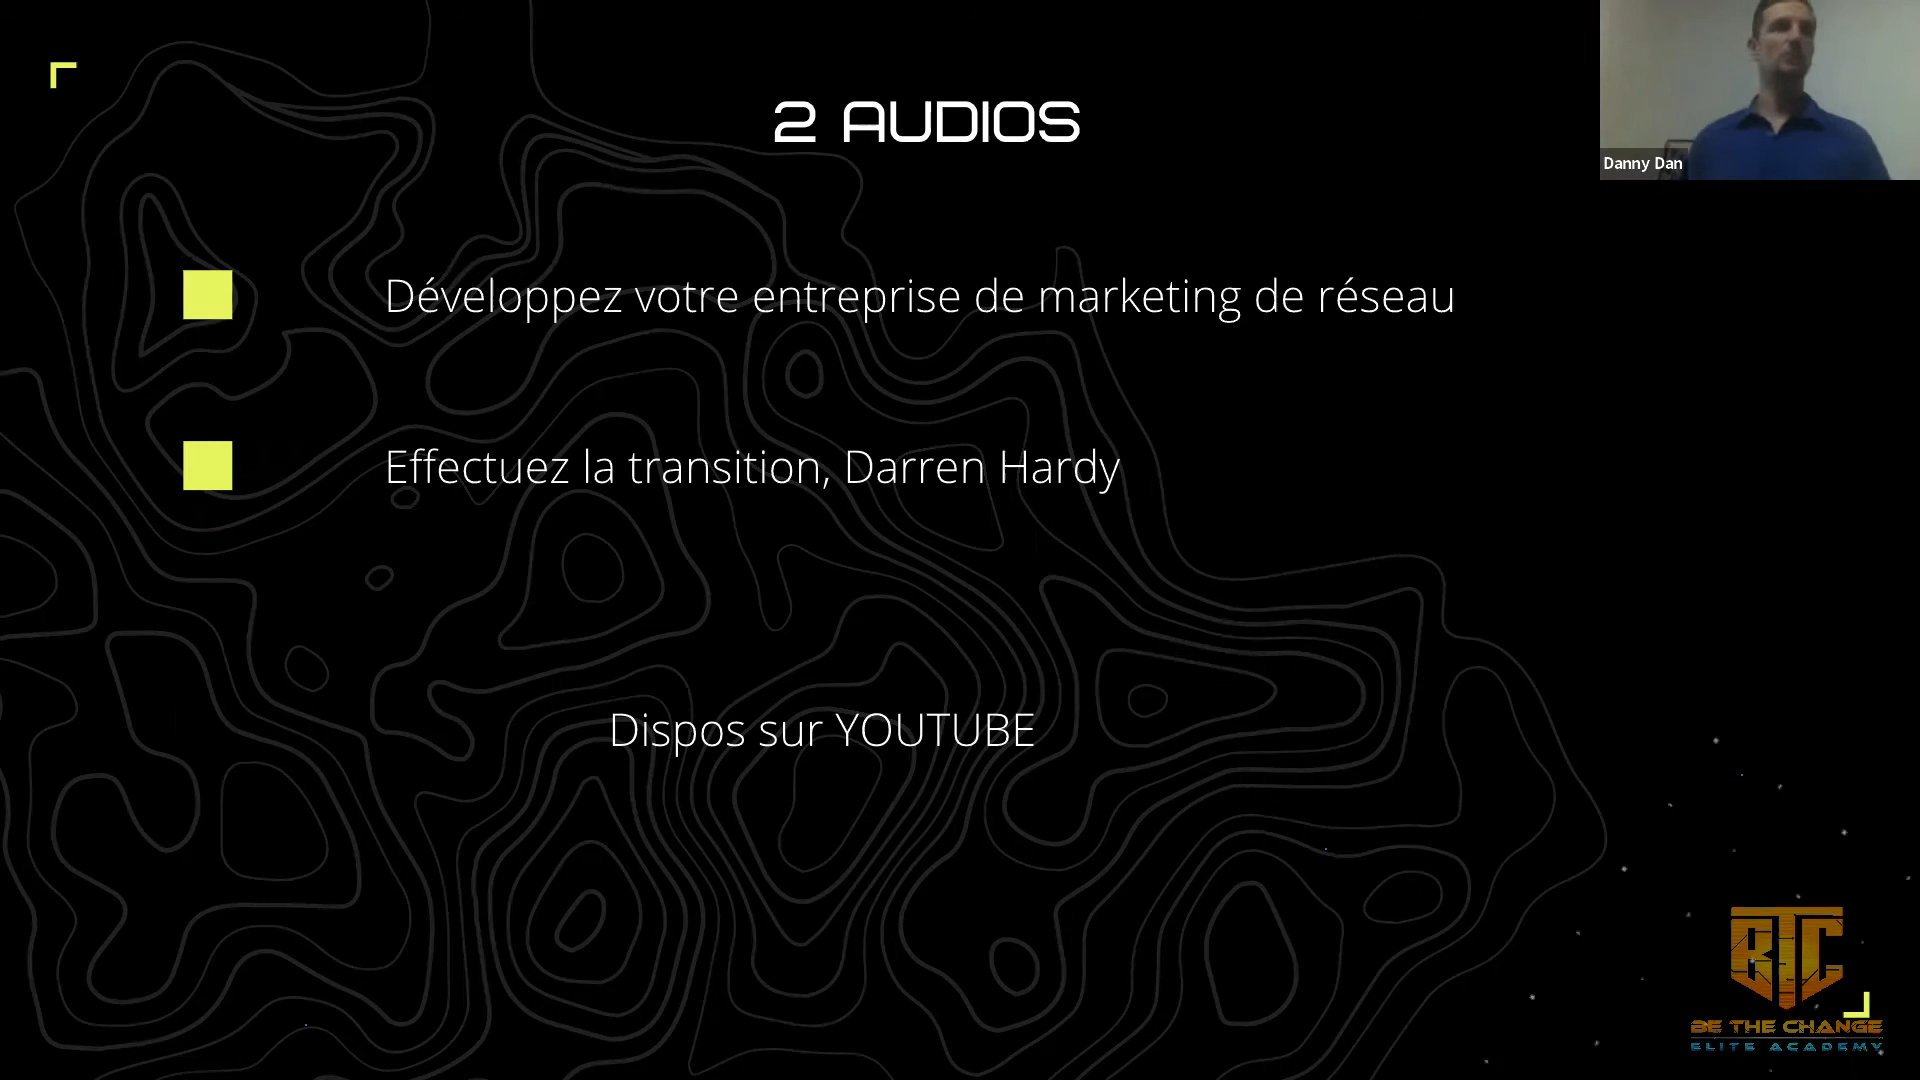 2 AUDIOS
Danny Dan
Développez votre entreprise de marketing de réseau
Effectuez la transition, Darren Hardy
Dispos sur YOUTUBE
BTC
BE THE CHANGE
ELITE ACADEMY